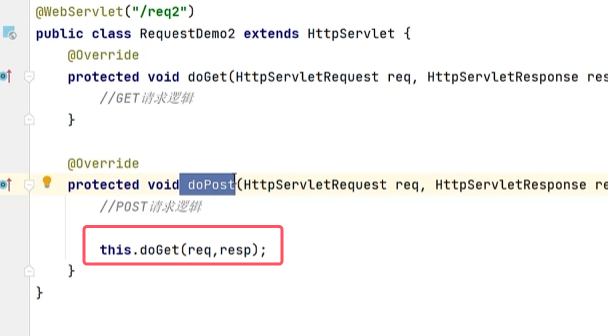 @WebServlet("/req2")
public class RequestDemo2 extends HttpServlet {
@Override
protected void doGet(HttpServletRequest req, HttpServletResponse res
//GET请求逻辑
}
@Override
protected void doPost(HttpServletRequest req, HttpServletResponse re
//POST请求逻辑
this.doGet(req,resp);
}
}